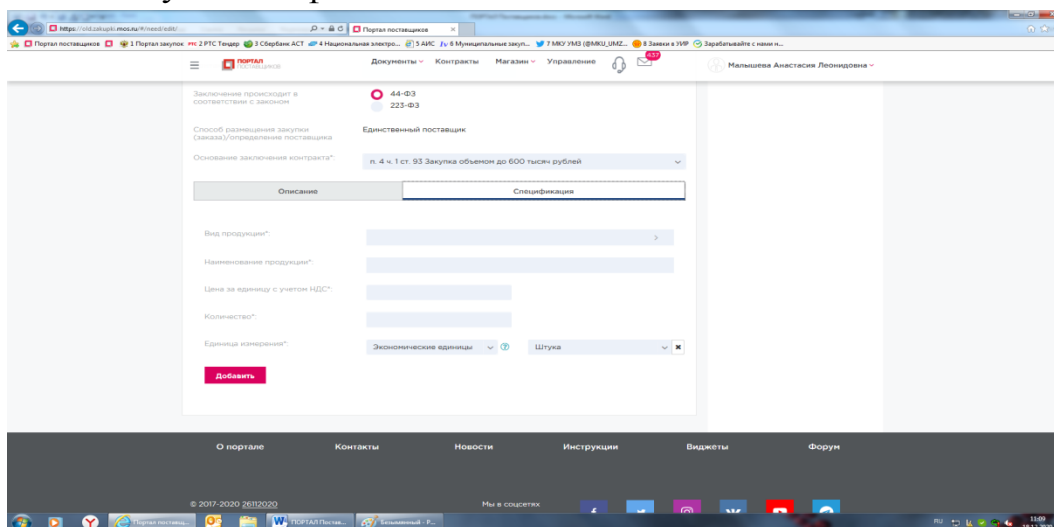 https://old.zakupki.mos.ru/#/need/edit/
Портал поставщиков
Портал поставщиков 1 Портал закупок 2 РТС Тендер 3 Сбербанк АСТ 4 Национальная электро... 5 АИС 6 Муниципальные закуп... 7 МКУ УМЗ (@MKU_UMZ... 8 Заявки в УИР Зарабатывайте с нами н...
ПОРТАЛ
ПОСТАВЩИКОВ
Документы Контракты Магазин Управление 437 Малышева Анастасия Леонидовна
Заключение происходит в
соответствии с законом
44-ФЗ
223-ФЗ
Способ размещения закупки
(заказа)/определение поставщика
Единственный поставщик
Основание заключения контракта*:
п. 4 ч. 1 ст. 93 Закупка объемом до 600 тысяч рублей
Описание Спецификация
Вид продукции*:
Наименование продукции*:
Цена за единицу с учетом НДС*:
Количество*:
Единица измерения*:
Экономические единицы Штука
Добавить
О портале Контакты Новости Инструкции Виджеты Форум
© 2017-2020 26112020
Мы в соцсетях
Портал поставщ... ПОРТАЛ Постав... Безымянный - P...
RU 11:09